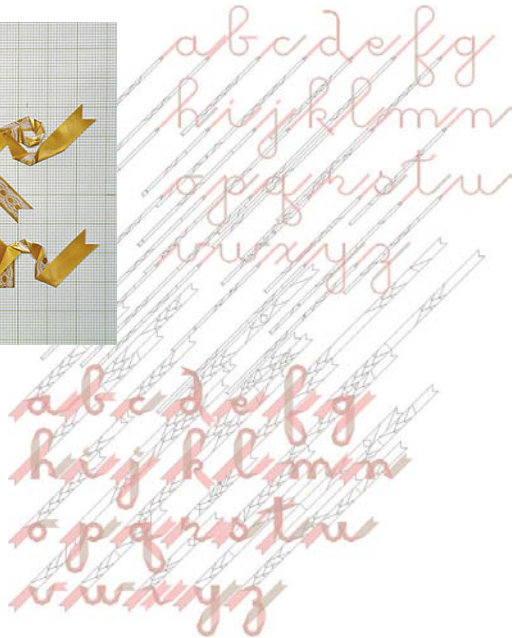 abcdefg
hijklmn
opqrstu
vwxyz
abcdefg
hijklmn
opqrstu
vwxyz